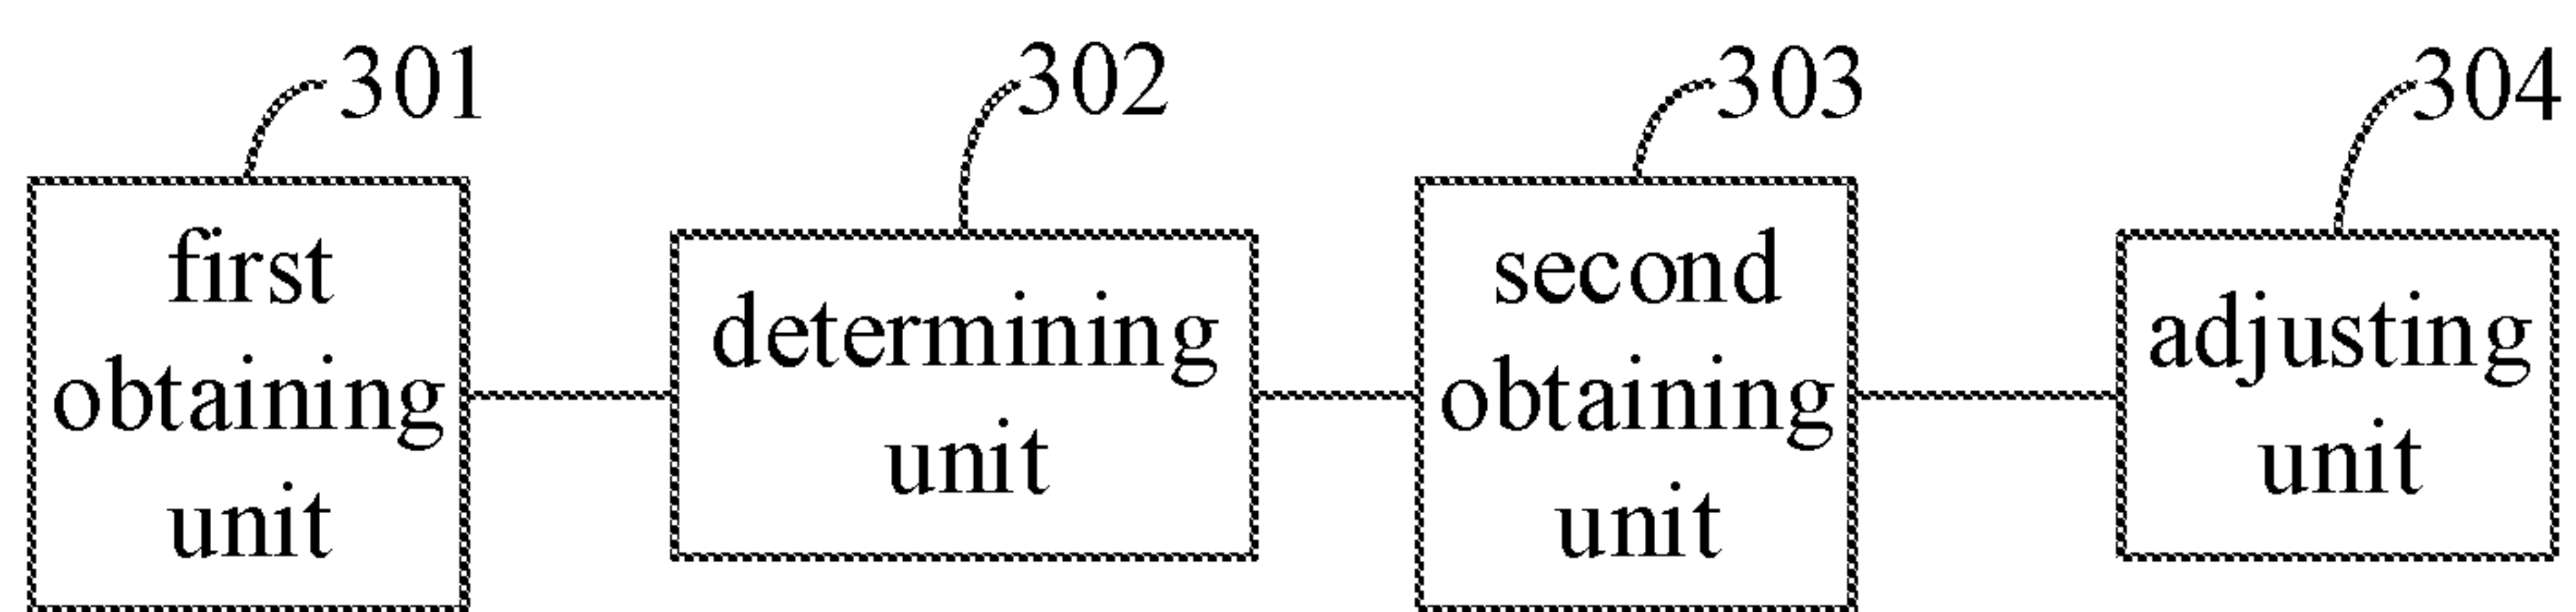 301
302
303
304
first
obtaining
unit
determining
unit
second
obtaining
unit
adjusting
unit